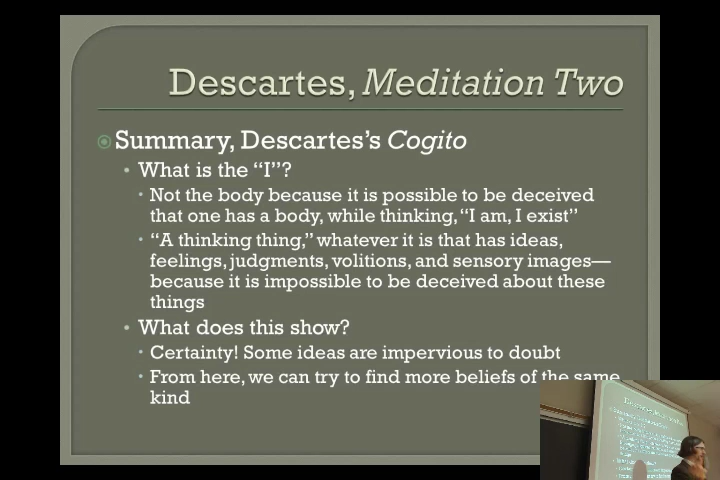 Descartes, Meditation Two
Summary, Descartes's Cogito
What is the “I”?
Not the body because it is possible to be deceived
that one has a body, while thinking, “I am, I exist”
“A thinking thing,” whatever it is that has ideas,
feelings, judgments, volitions, and sensory images—
because it is impossible to be deceived about these
things
What does this show?
Certainty! Some ideas are impervious to doubt
From here, we can try to find more beliefs of the same
kind